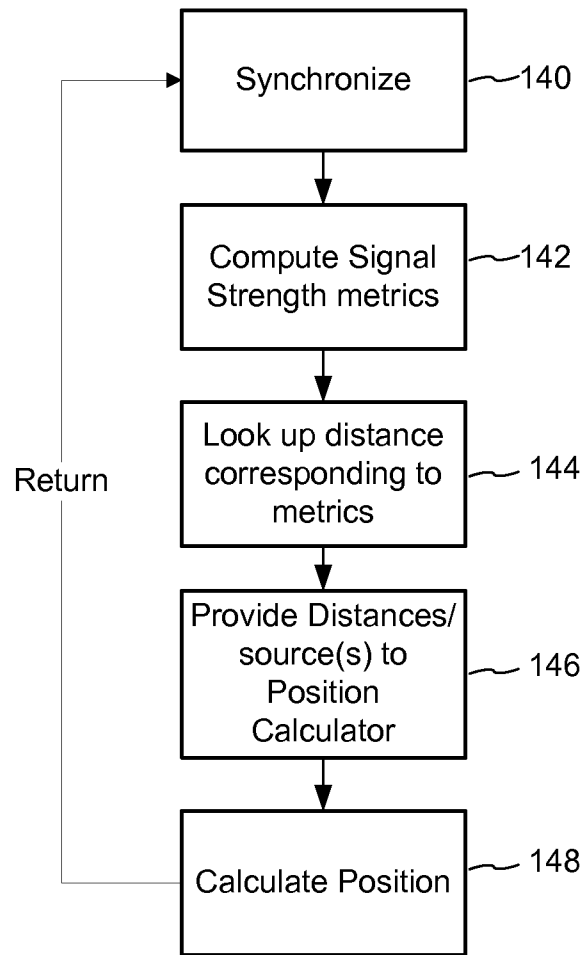 Synchronize
140
Compute Signal
Strength metrics
142
Look up distance
corresponding to
metrics
144
Return
Provide Distances/
source(s) to
Position
Calculator
146
Calculate Position
148